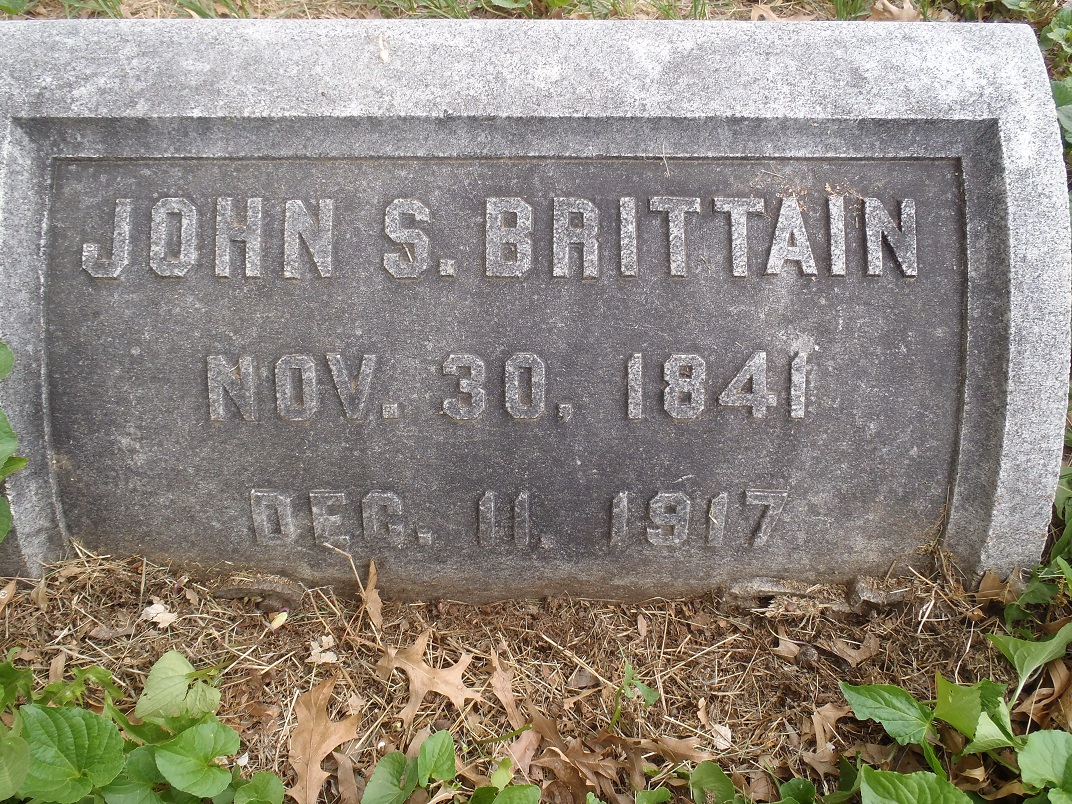 JOHN S. BRITTAIN
NOV. 30, 1841
DEC. 11, 1917